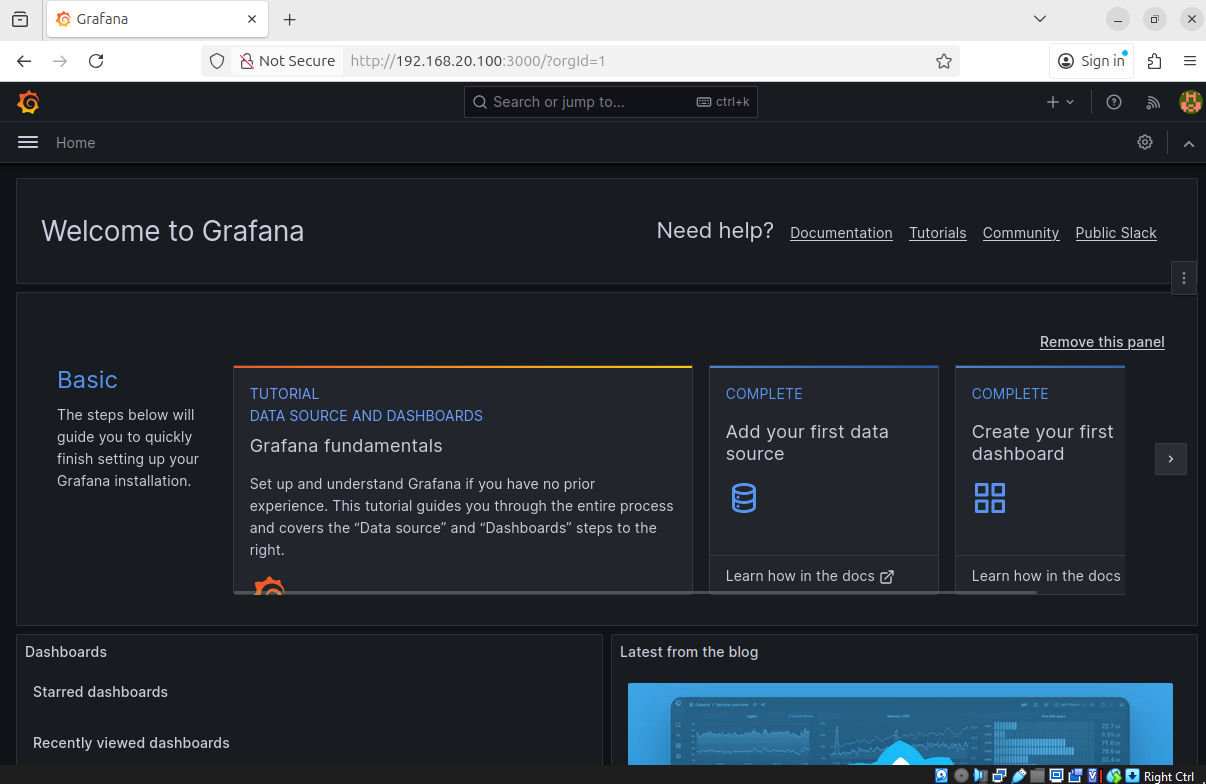 Grafana
Not Secure
http://192.168.20.100:3000/?orgId=1
Sign in
Search or jump to...
ctrl+k
Home
Welcome to Grafana
Need help?
Documentation
Tutorials
Community
Public Slack
Remove this panel
Basic
The steps below will
guide you to quickly
finish setting up your
Grafana installation.
TUTORIAL
DATA SOURCE AND DASHBOARDS
Grafana fundamentals
Set up and understand Grafana if you have no prior
experience. This tutorial guides you through the entire process
and covers the “Data source” and “Dashboards” steps to the
right.
COMPLETE
Add your first data
source
Learn how in the docs
COMPLETE
Create your first
dashboard
Learn how in the docs
Dashboards
Starred dashboards
Recently viewed dashboards
Latest from the blog
Right Ctrl